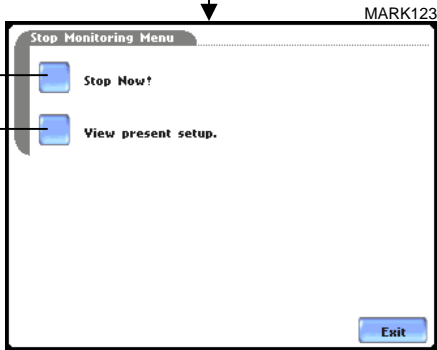 MARK123
Stop Monitoring Menu
Stop Now!
View present setup.
Exit